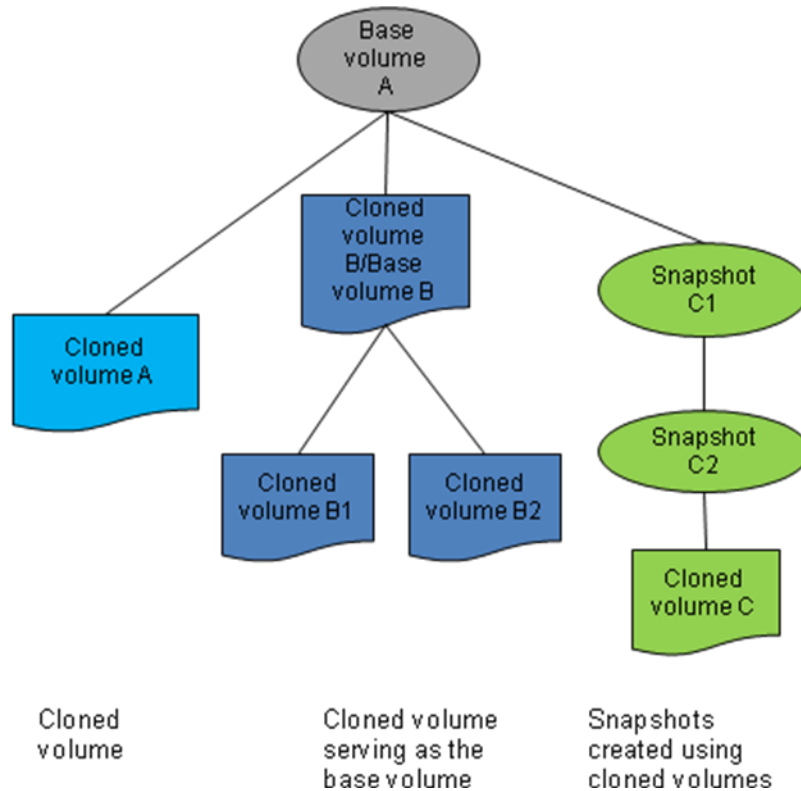 Base
volume
A
Cloned
volume
B/Base
volume B
Snapshot
C1
Cloned
volume A
Snapshot
C2
Cloned
volume B1
Cloned
volume B2
Cloned
volume C
Cloned
volume
Cloned volume
serving as the
base volume
Snapshots
created using
cloned volumes